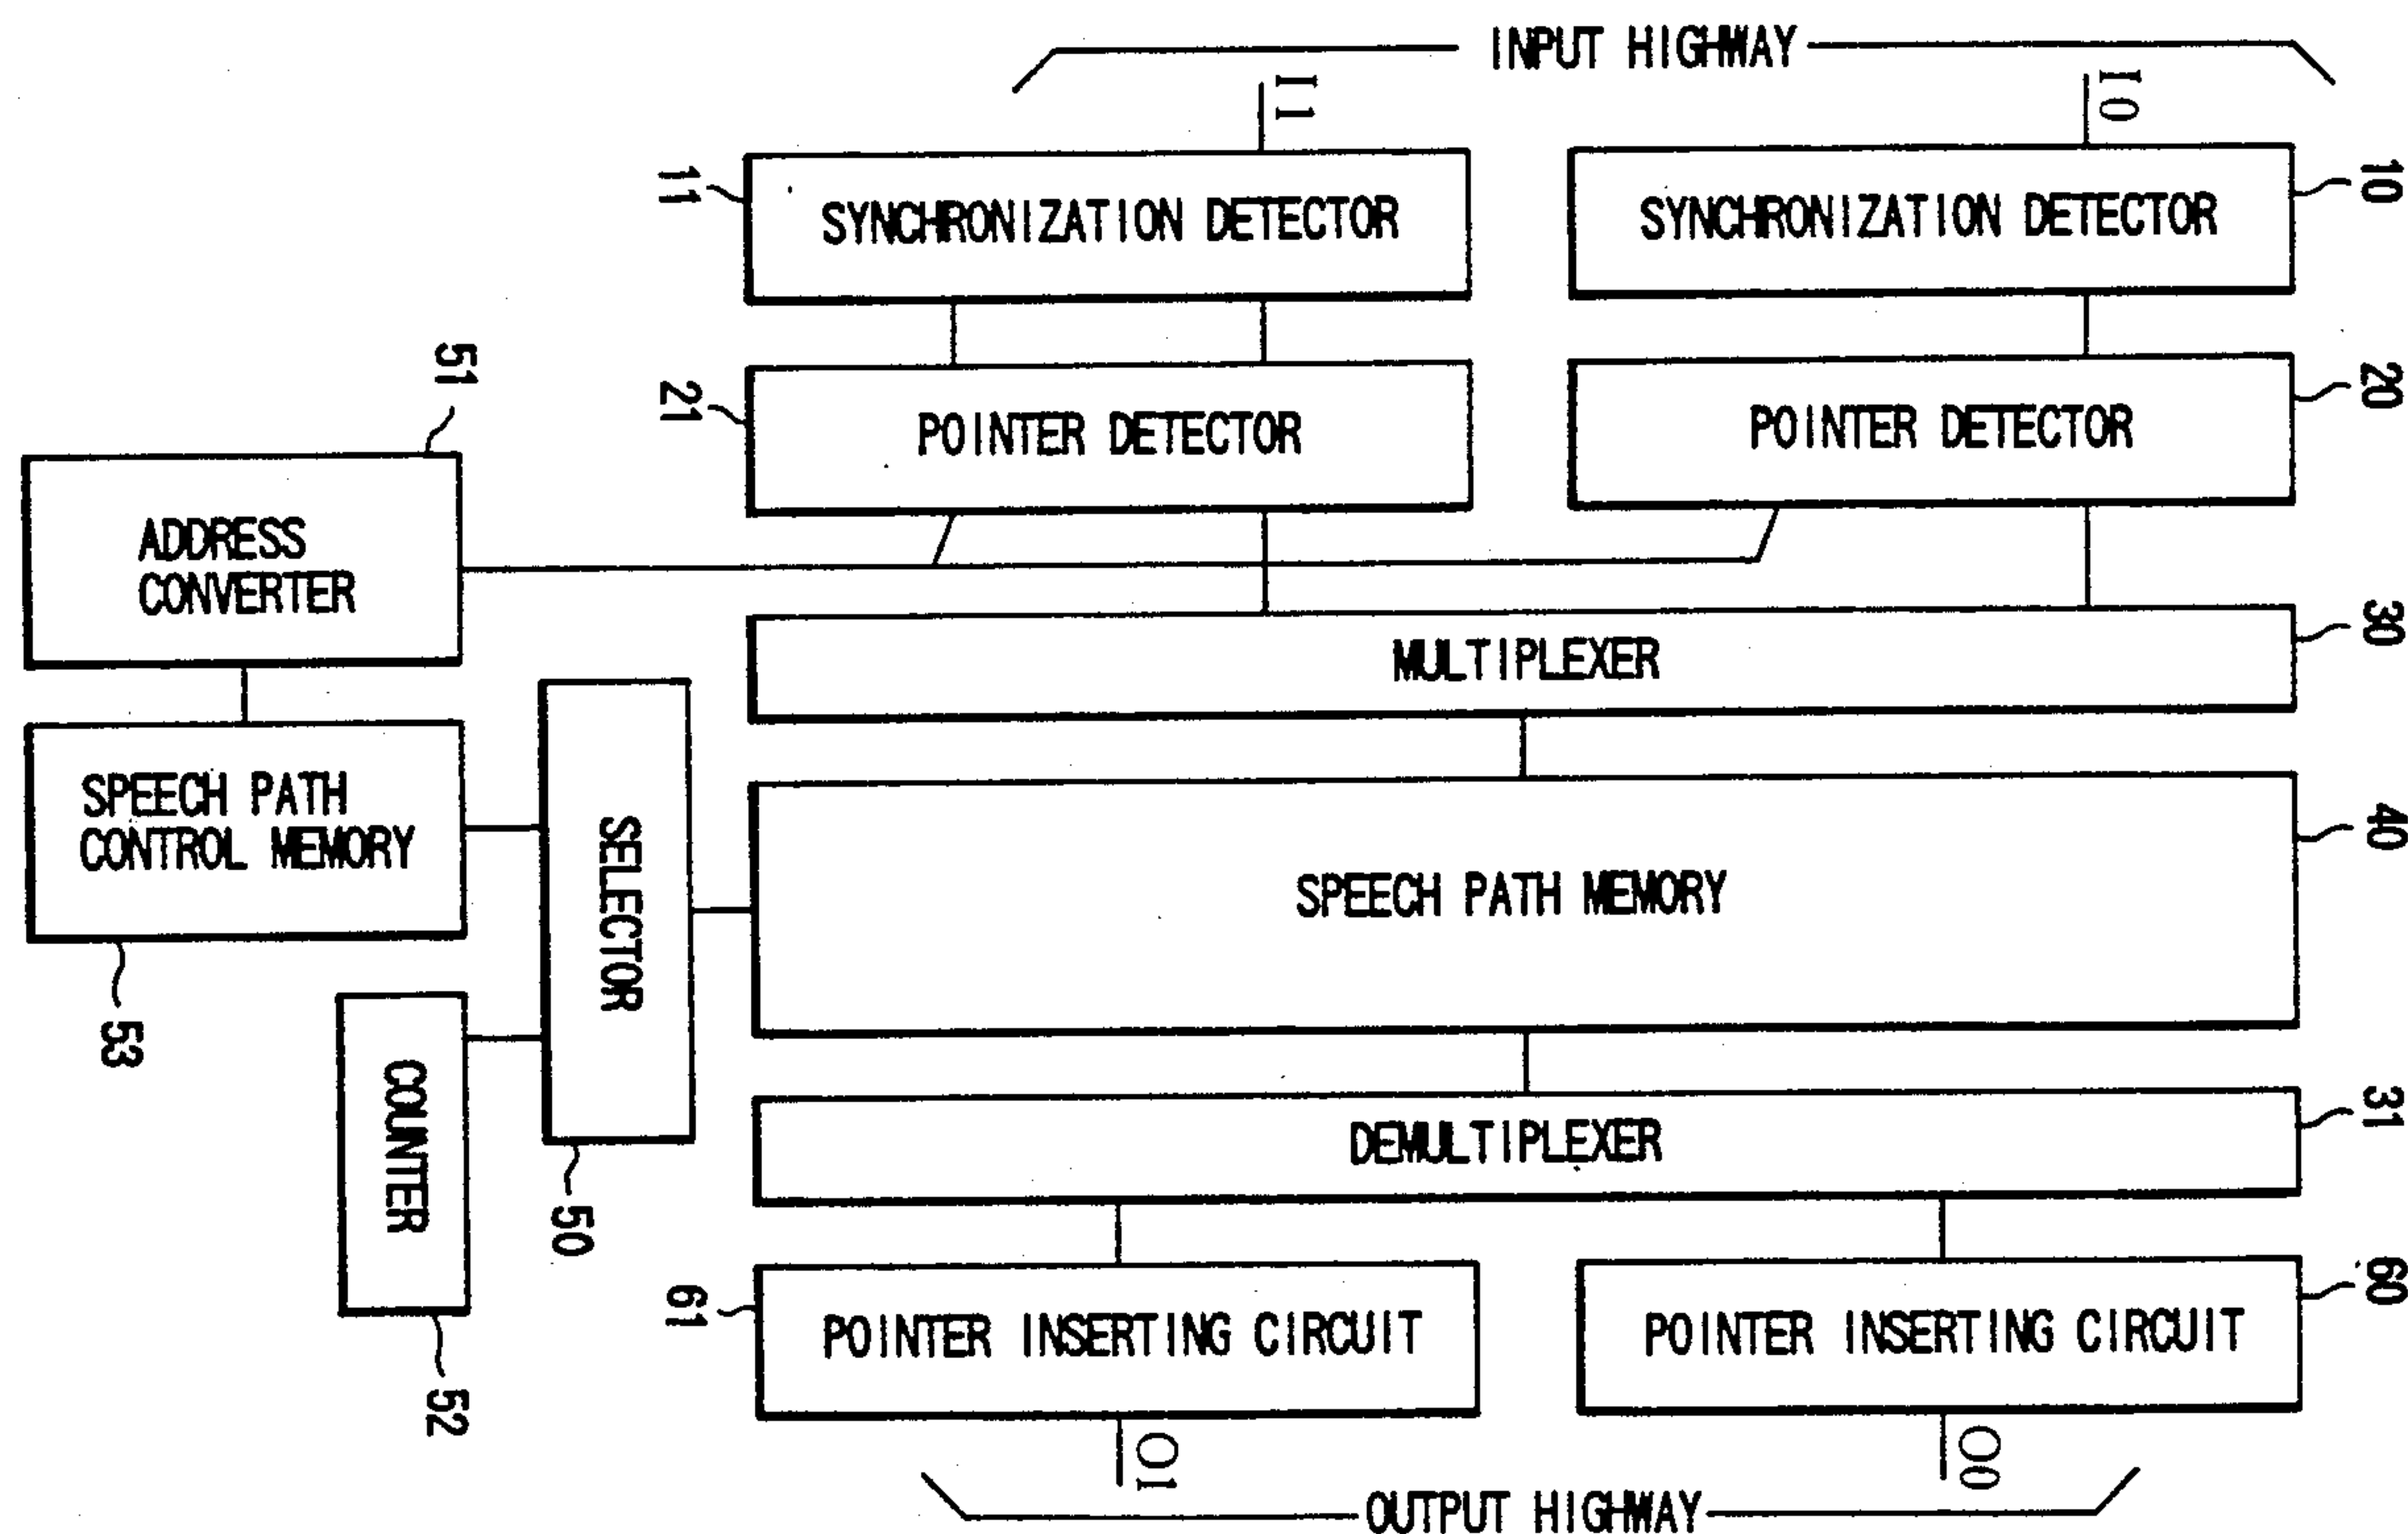 INPUT HIGHWAY
I1
I0
11
SYNCHRONIZATION DETECTOR
SYNCHRONIZATION DETECTOR
10
51
21
POINTER DETECTOR
POINTER DETECTOR
20
ADDRESS
CONVERTER
MULTIPLEXER
30
SPEECH PATH
CONTROL MEMORY
SELECTOR
SPEECH PATH MEMORY
40
53
COUNTER
DEMULTIPLEXER
31
50
52
61
POINTER INSERTING CIRCUIT
POINTER INSERTING CIRCUIT
60
O1
O0
OUTPUT HIGHWAY